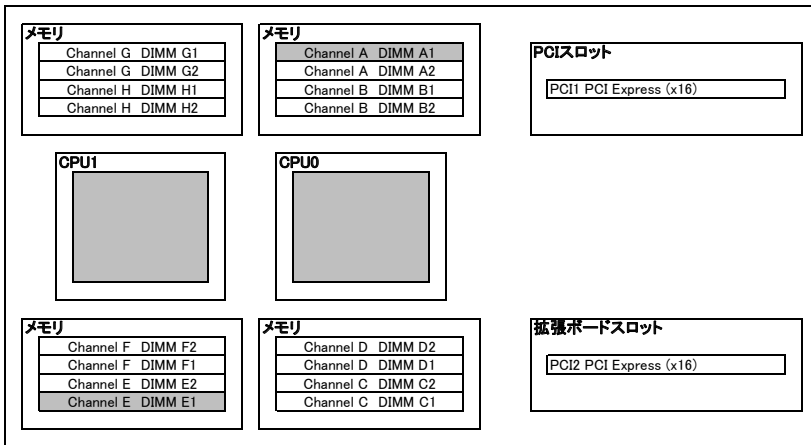 メモリ
Channel G DIMM G1
Channel G DIMM G2
Channel H DIMM H1
Channel H DIMM H2
メモリ
Channel A DIMM A1
Channel A DIMM A2
Channel B DIMM B1
Channel B DIMM B2
PCIスロット
PCI1 PCI Express (x16)
CPU1
CPU0
メモリ
Channel F DIMM F2
Channel F DIMM F1
Channel E DIMM E2
Channel E DIMM E1
メモリ
Channel D DIMM D2
Channel D DIMM D1
Channel C DIMM C2
Channel C DIMM C1
拡張ボードスロット
PCI2 PCI Express (x16)